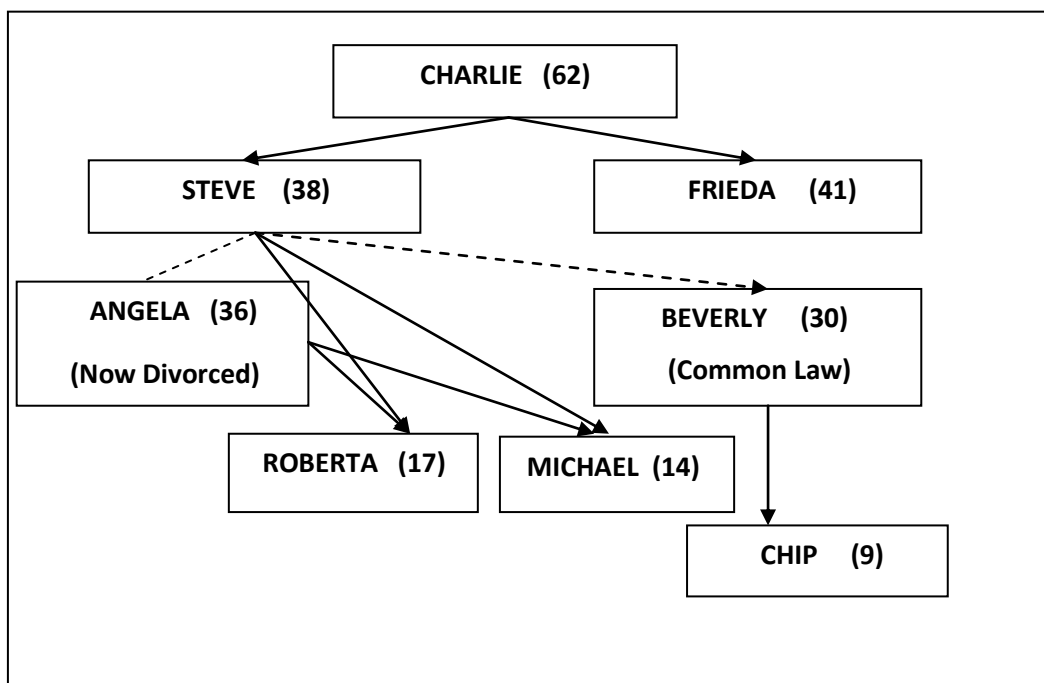 CHARLIE (62)
STEVE (38)
FRIEDA (41)
ANGELA (36)
(Now Divorced)
BEVERLY (30)
(Common Law)
ROBERTA (17)
MICHAEL (14)
CHIP (9)